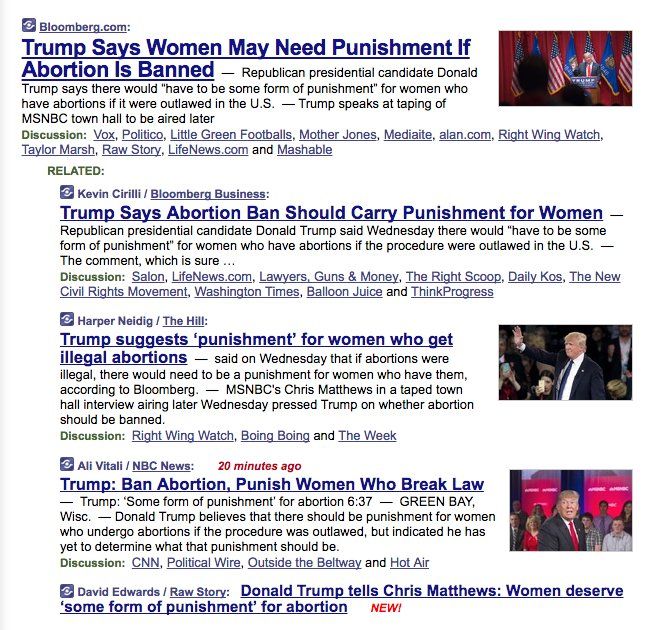 Bloomberg.com:
Trump Says Women May Need Punishment If
Abortion Is Banned — Republican presidential candidate Donald
Trump says there would “have to be some form of punishment” for women who
have abortions if it were outlawed in the U.S. — Trump speaks at taping of
MSNBC town hall to be aired later
Discussion: Vox, Politico, Little Green Footballs, Mother Jones, Mediaite, alan.com, Right Wing Watch,
Taylor Marsh, Raw Story, LifeNews.com and Mashable
RELATED:
Kevin Cirilli / Bloomberg Business:
Trump Says Abortion Ban Should Carry Punishment for Women —
Republican presidential candidate Donald Trump said Wednesday there would “have to be some
form of punishment” for women who have abortions if the procedure were outlawed in the U.S. —
The comment, which is sure …
Discussion: Salon, LifeNews.com, Lawyers, Guns & Money, The Right Scoop, Daily Kos, The New
Civil Rights Movement, Washington Times, Balloon Juice and ThinkProgress
Harper Neidig / The Hill:
Trump suggests ‘punishment’ for women who get
illegal abortions — said on Wednesday that if abortions were
illegal, there would need to be a punishment for women who have them,
according to Bloomberg. — MSNBC's Chris Matthews in a taped town
hall interview airing later Wednesday pressed Trump on whether abortion
should be banned.
Discussion: Right Wing Watch, Boing Boing and The Week
Ali Vitali / NBC News: 20 minutes ago
Trump: Ban Abortion, Punish Women Who Break Law
— Trump: ‘Some form of punishment’ for abortion 6:37 — GREEN BAY,
Wisc. — Donald Trump believes that there should be punishment for women
who undergo abortions if the procedure was outlawed, but indicated he has
yet to determine what that punishment should be.
Discussion: CNN, Political Wire, Outside the Beltway and Hot Air
David Edwards / Raw Story: Donald Trump tells Chris Matthews: Women deserve
‘some form of punishment’ for abortion NEW!
TRUMP